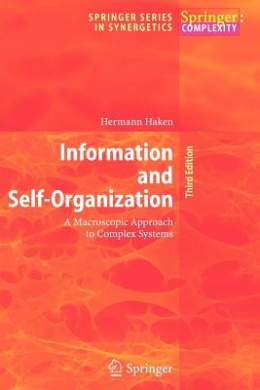 SPRINGER SERIES
IN SYNERGETICS
Springer:
COMPLEXITY
Hermann Haken
Information
and
Self-Organization
Third Edition
A Macroscopic Approach
to Complex Systems
Springer